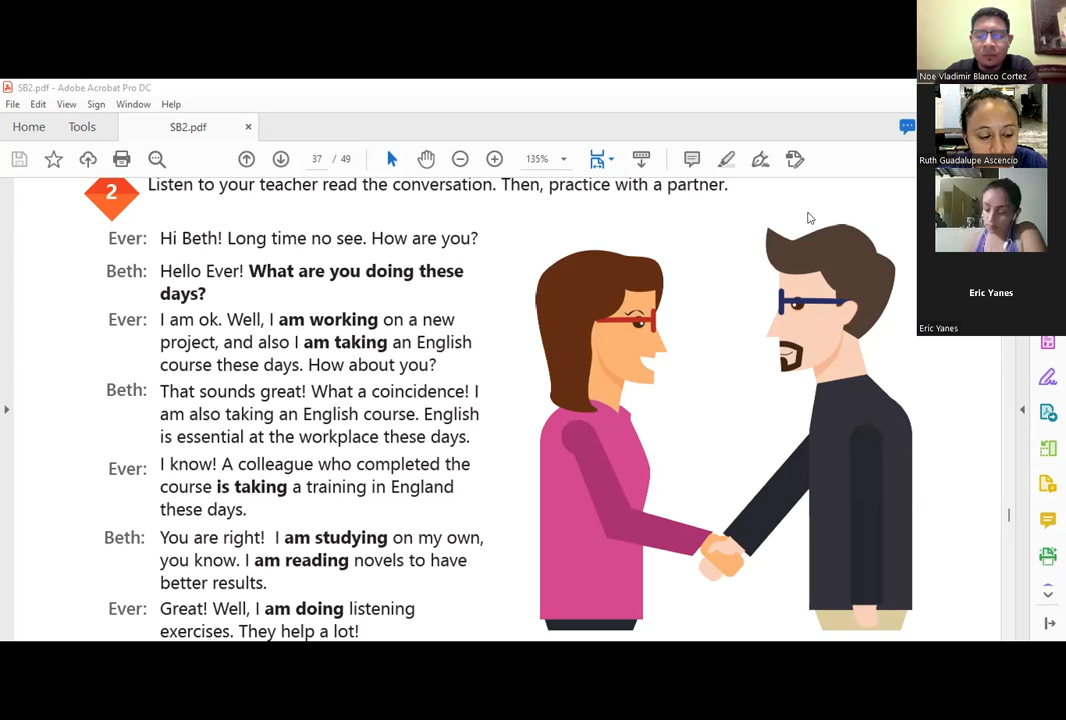 SB2.pdf - Adobe Acrobat Pro DC
File Edit View Sign Window Help
Home Tools SB2.pdf ×
37 / 49 135%
2 Listen to your teacher read the conversation. Then, practice with a partner.
Ever: Hi Beth! Long time no see. How are you?
Beth: Hello Ever! What are you doing these
days?
Ever: I am ok. Well, I am working on a new
project, and also I am taking an English
course these days. How about you?
Beth: That sounds great! What a coincidence! I
am also taking an English course. English
is essential at the workplace these days.
Ever: I know! A colleague who completed the
course is taking a training in England
these days.
Beth: You are right! I am studying on my own,
you know. I am reading novels to have
better results.
Ever: Great! Well, I am doing listening
exercises. They help a lot!
Noe Vladimir Blanco Cortez
Ruth Guadalupe Ascencio
Eric Yanes
Eric Yanes